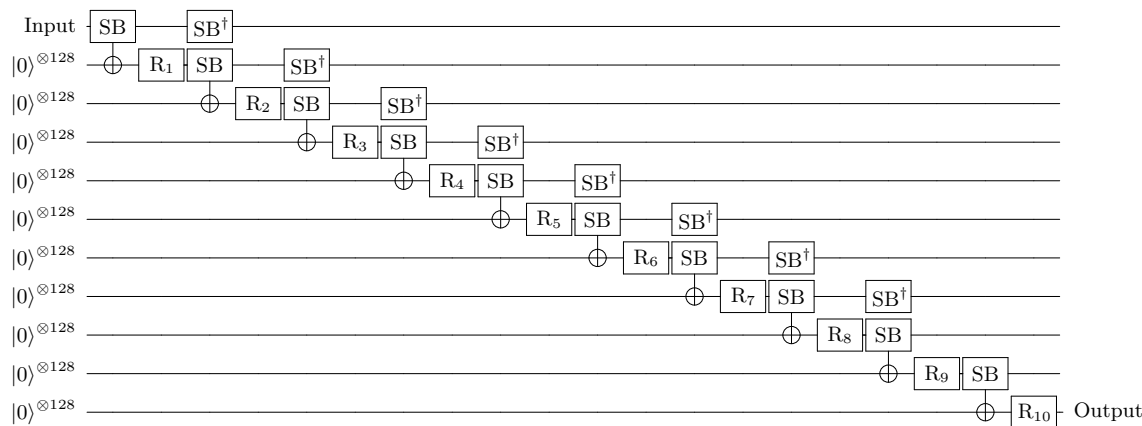 Input SB SB†
|0⟩⊗128 R₁ SB SB†
|0⟩⊗128 R₂ SB SB†
|0⟩⊗128 R₃ SB SB†
|0⟩⊗128 R₄ SB SB†
|0⟩⊗128 R₅ SB SB†
|0⟩⊗128 R₆ SB SB†
|0⟩⊗128 R₇ SB SB†
|0⟩⊗128 R₈ SB
|0⟩⊗128 R₉ SB
|0⟩⊗128 R₁₀ Output